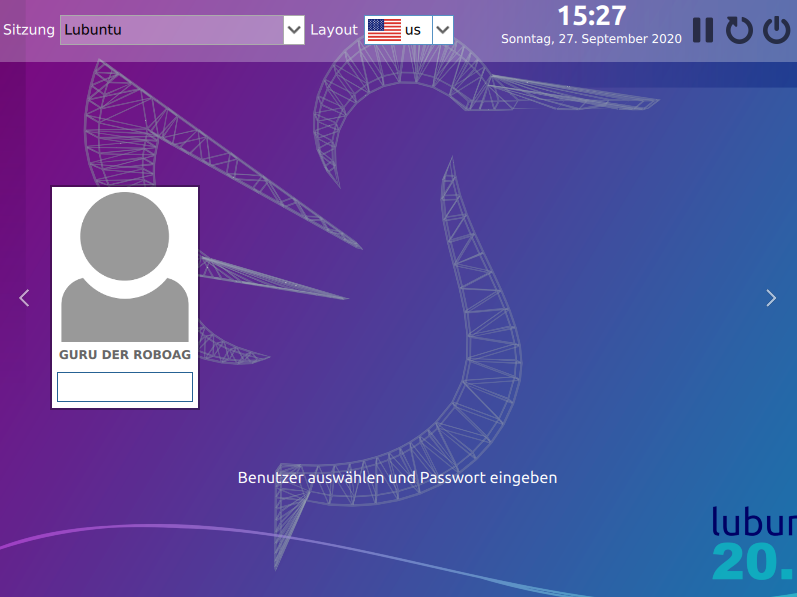 Sitzung Lubuntu Layout us
15:27
Sonntag, 27. September 2020
GURU DER ROBOAG
Benutzer auswählen und Passwort eingeben
lubun
20.